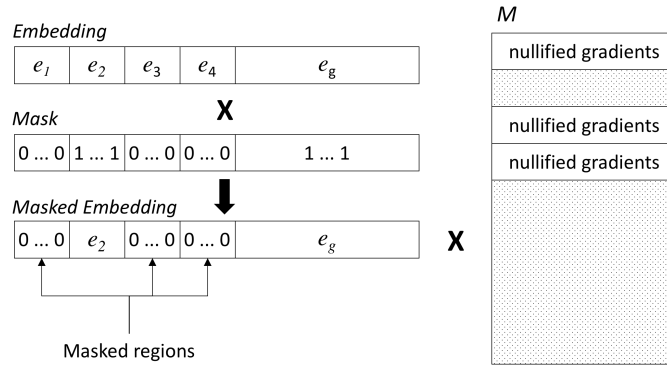 Embedding
e1 e2 e3 e4 eg
X
Mask
0 ... 0 1 ... 1 0 ... 0 0 ... 0 1 ... 1
Masked Embedding
0 ... 0 e2 0 ... 0 0 ... 0 eg
Masked regions
X
M
nullified gradients
nullified gradients
nullified gradients